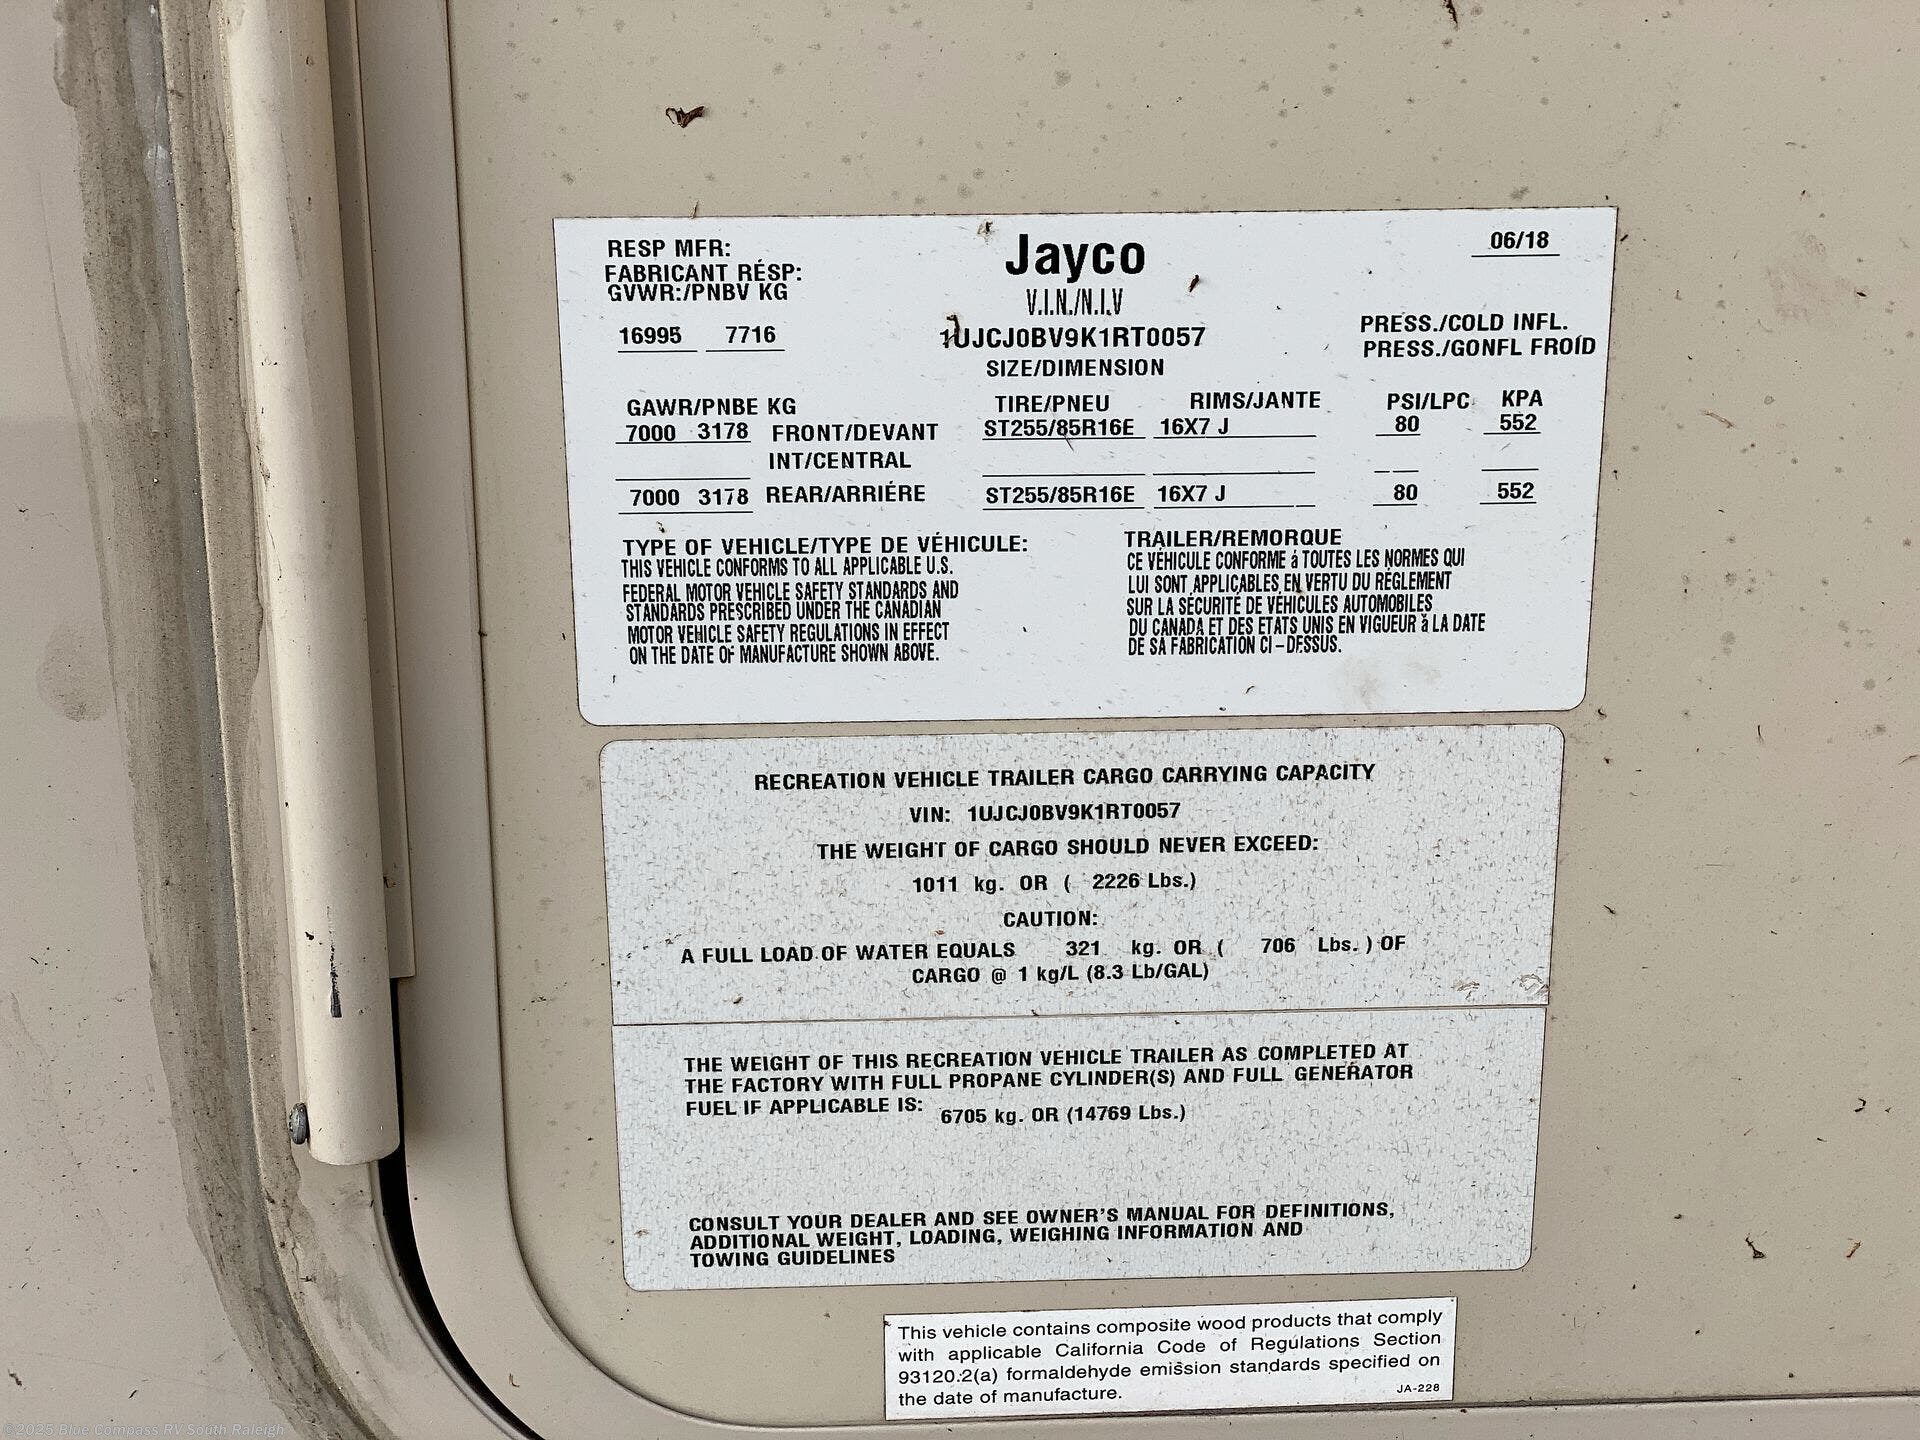 RESP MFR:
FABRICANT RÉSP:
GVWR:/PNBV KG
16995 7716
Jayco
V.I.N./N.I.V
1UJCJ0BV9K1RT0057
SIZE/DIMENSION
06/18
PRESS./COLD INFL.
PRESS./GONFL FROÍD
GAWR/PNBE KG TIRE/PNEU RIMS/JANTE PSI/LPC KPA
7000 3178 FRONT/DEVANT ST255/85R16E 16X7 J 80 552
INT/CENTRAL
7000 3178 REAR/ARRIÉRE ST255/85R16E 16X7 J 80 552
TYPE OF VEHICLE/TYPE DE VÉHICULE:
THIS VEHICLE CONFORMS TO ALL APPLICABLE U.S.
FEDERAL MOTOR VEHICLE SAFETY STANDARDS AND
STANDARDS PRESCRIBED UNDER THE CANADIAN
MOTOR VEHICLE SAFETY REGULATIONS IN EFFECT
ON THE DATE OF MANUFACTURE SHOWN ABOVE.
TRAILER/REMORQUE
CE VÉHICULE CONFORME á TOUTES LES NORMES QUI
LUI SONT APPLICABLES EN VERTU DU RÉGLEMENT
SUR LA SÉCURITÉ DE VÉHICULES AUTOMOBILES
DU CANADA ET DES ETATS UNIS EN VIGUEUR à LA DATE
DE SA FABRICATION CI-DESSUS.
RECREATION VEHICLE TRAILER CARGO CARRYING CAPACITY
VIN: 1UJCJ0BV9K1RT0057
THE WEIGHT OF CARGO SHOULD NEVER EXCEED:
1011 kg. OR ( 2226 Lbs.)
CAUTION:
A FULL LOAD OF WATER EQUALS 321 kg. OR ( 706 Lbs. ) OF
CARGO @ 1 kg/L (8.3 Lb/GAL)
THE WEIGHT OF THIS RECREATION VEHICLE TRAILER AS COMPLETED AT
THE FACTORY WITH FULL PROPANE CYLINDER(S) AND FULL GENERATOR
FUEL IF APPLICABLE IS: 6705 kg. OR (14769 Lbs.)
CONSULT YOUR DEALER AND SEE OWNER'S MANUAL FOR DEFINITIONS,
ADDITIONAL WEIGHT, LOADING, WEIGHING INFORMATION AND
TOWING GUIDELINES
This vehicle contains composite wood products that comply
with applicable California Code of Regulations Section
93120.2(a) formaldehyde emission standards specified on
the date of manufacture. JA-228
©2025 Blue Compass RV South Raleigh